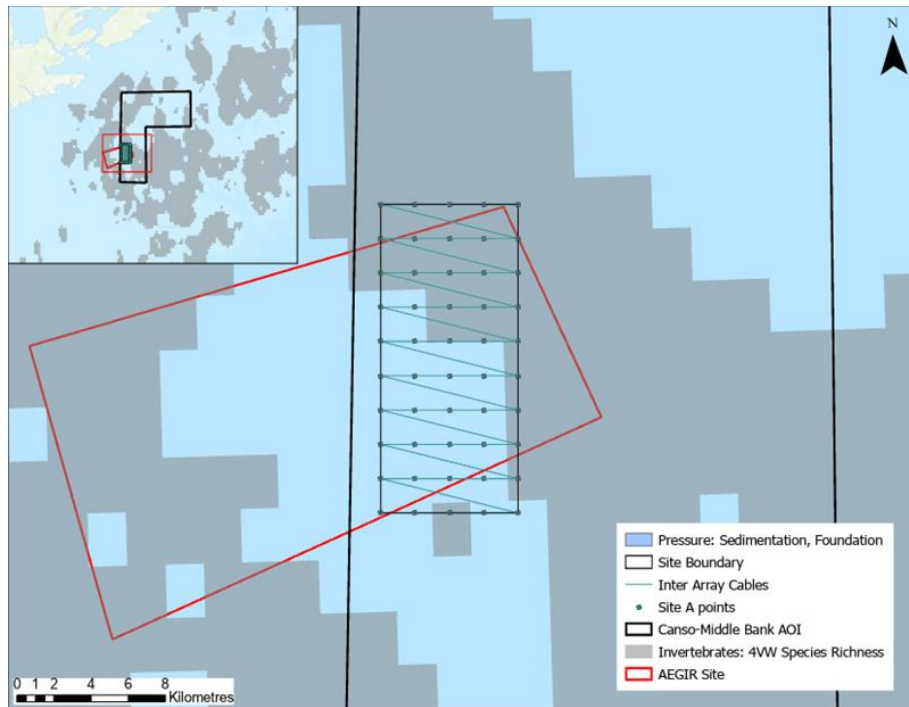 N
Pressure: Sedimentation, Foundation
Site Boundary
Inter Array Cables
Site A points
Canso-Middle Bank AOI
Invertebrates: 4VW Species Richness
AEGIR Site
0 1 2 4 6 8
Kilometres